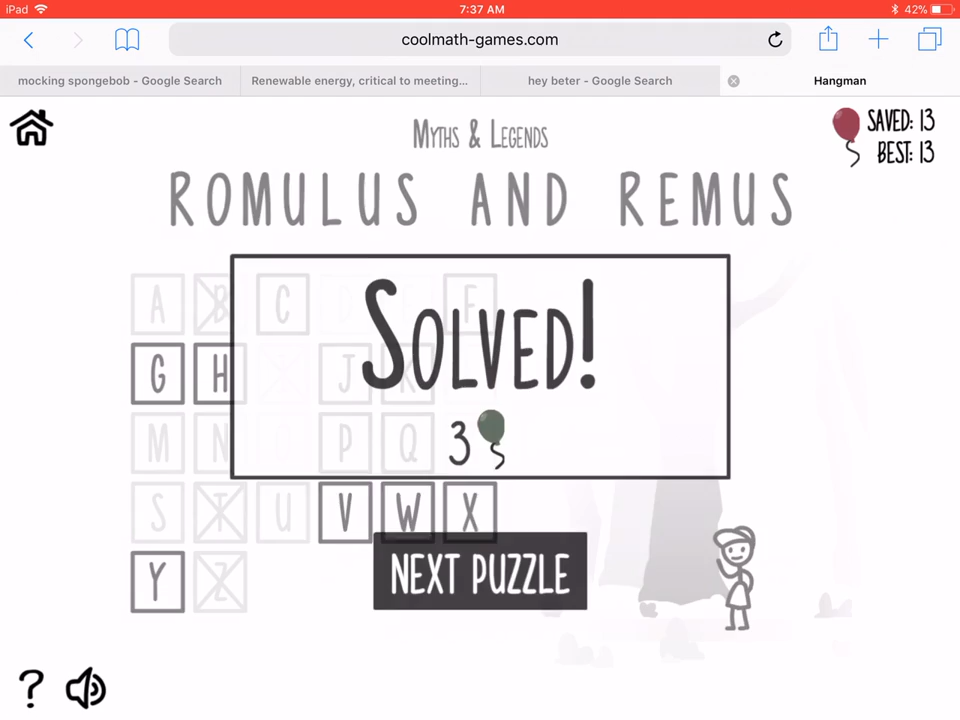 iPad 7:37 AM 42%
coolmath-games.com
mocking spongebob - Google Search Renewable energy, critical to meeting... hey beter - Google Search Hangman
MYTHS & LEGENDS
SAVED: 13
BEST: 13
ROMULUS AND REMUS
A B C F
G H J K
M N P Q
S T U V W X
Y Z
SOLVED!
3
NEXT PUZZLE
?